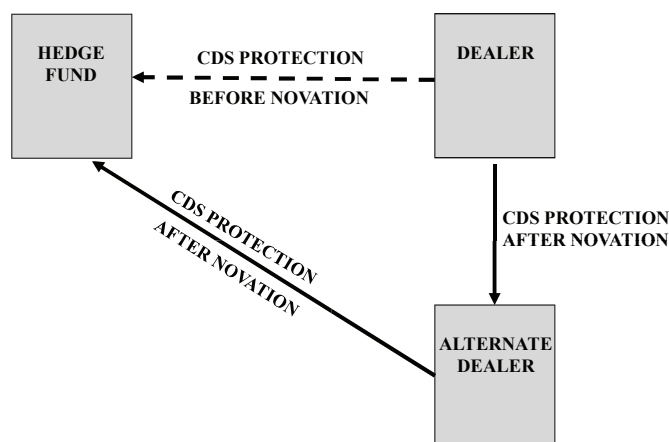 HEDGE
FUND
CDS PROTECTION
BEFORE NOVATION
DEALER
CDS PROTECTION
AFTER NOVATION
CDS PROTECTION
AFTER NOVATION
ALTERNATE
DEALER